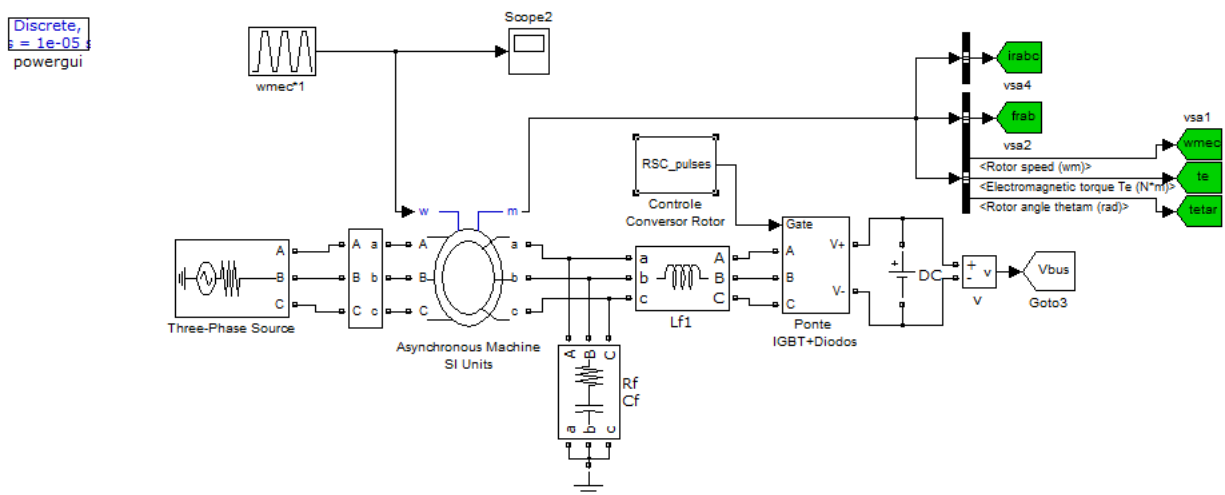 Discrete,
s = 1e-05 s
powergui
wmec*1
Scope2
irabc
vsa4
frab
vsa2
vsa1
wmec
<Rotor speed (wm)>
te
<Electromagnetic torque Te (N*m)>
tetar
<Rotor angle thetam (rad)>
RSC_pulses
Controle
Conversor Rotor
w
m
A
B
C
Three-Phase Source
A a
B b
C c
A
B
C
a
b
c
Asynchronous Machine
SI Units
a A
b B
c C
Lf1
Gate
A
B
C
V+
V-
Ponte
IGBT+Diodos
+
DC
+
-
v
V
Vbus
Goto3
A B C
Rf
Cf
a b c